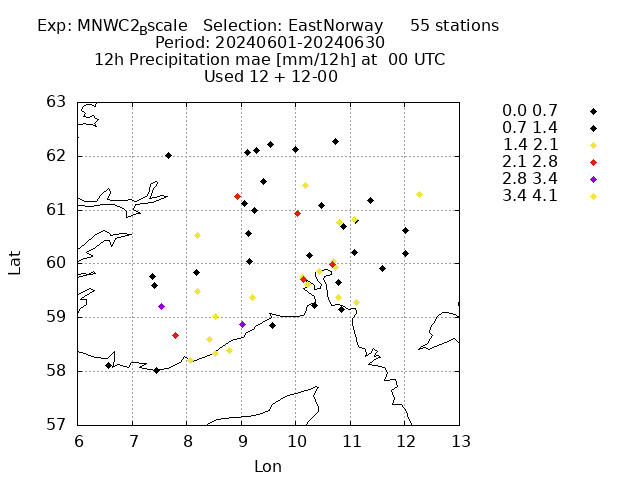 Exp: MNWC2Bscale   Selection: EastNorway      55 stations
Period: 20240601-20240630
12h Precipitation mae [mm/12h] at  00 UTC
Used 12 + 12-00
63
62
61
60
59
58
57
Lat
6 7 8 9 10 11 12 13
Lon
0.0 0.7
0.7 1.4
1.4 2.1
2.1 2.8
2.8 3.4
3.4 4.1